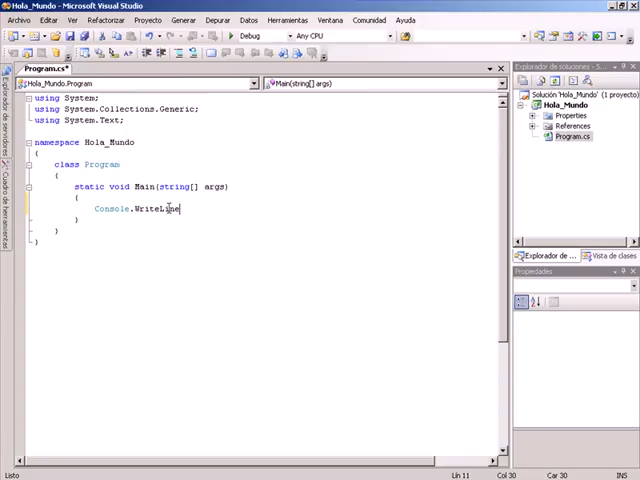 Hola_Mundo - Microsoft Visual Studio
Archivo Editar Ver Refactorizar Proyecto Generar Depurar Datos Herramientas Ventana Comunidad Ayuda
Debug Any CPU
Program.cs*
Hola_Mundo.Program Main(string[] args)
using System;
using System.Collections.Generic;
using System.Text;
namespace Hola_Mundo
{
class Program
{
static void Main(string[] args)
{
Console.WriteLine
}
}
}
Explorador de servidores
Cuadro de herramientas
Explorador de soluciones - S...
Solución 'Hola_Mundo' (1 proyecto)
Hola_Mundo
Properties
References
Program.cs
Explorador de ... Vista de clases
Propiedades
Listo Lín 11 Col 30 Car 30